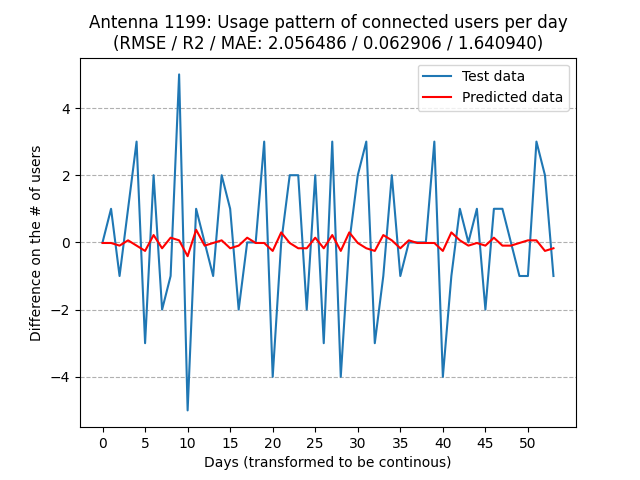 Antenna 1199: Usage pattern of connected users per day
(RMSE / R2 / MAE: 2.056486 / 0.062906 / 1.640940)
Test data
Predicted data
Difference on the # of users
4
2
0
−2
−4
0 5 10 15 20 25 30 35 40 45 50
Days (transformed to be continous)